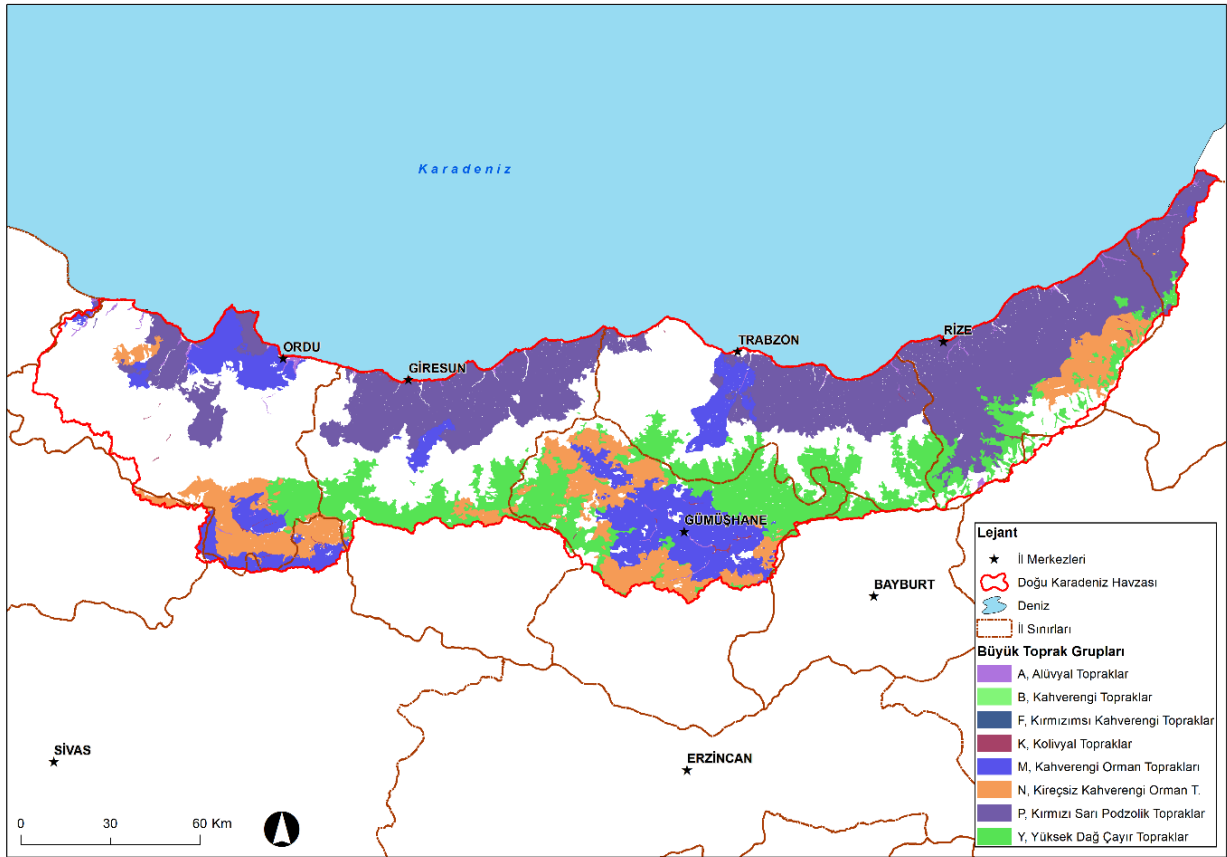 Karadeniz
ORDU
GİRESUN
TRABZON
RİZE
GÜMÜŞHANE
BAYBURT
SİVAS
ERZİNCAN
0 30 60 Km
Lejant
İl Merkezleri
Doğu Karadeniz Havzası
Deniz
İl Sınırları
Büyük Toprak Grupları
A, Alüvyal Topraklar
B, Kahverengi Topraklar
F, Kırmızımsı Kahverengi Topraklar
K, Kolivyal Topraklar
M, Kahverengi Orman Toprakları
N, Kireçsiz Kahverengi Orman T.
P, Kırmızı Sarı Podzolik Topraklar
Y, Yüksek Dağ Çayır Topraklar